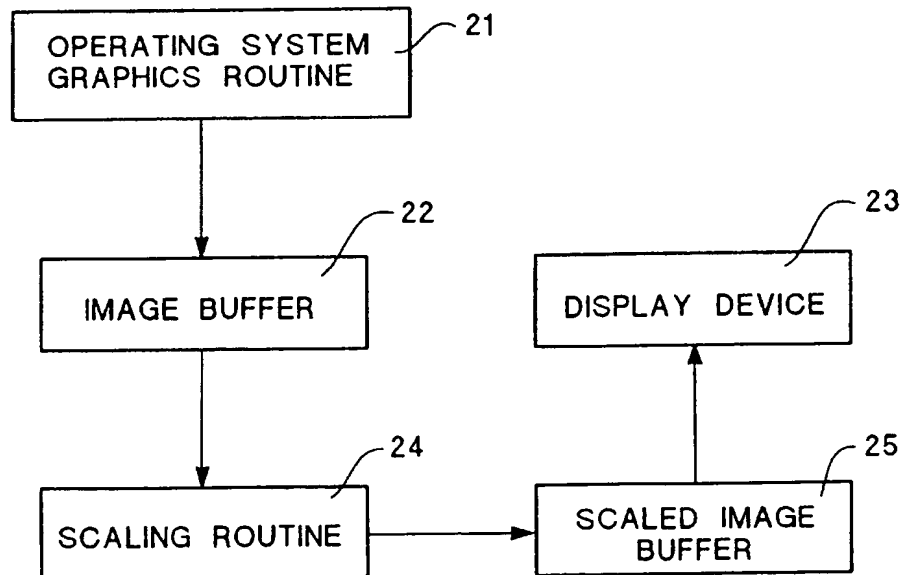 OPERATING SYSTEM
GRAPHICS ROUTINE
21
IMAGE BUFFER
22
DISPLAY DEVICE
23
SCALING ROUTINE
24
SCALED IMAGE
BUFFER
25